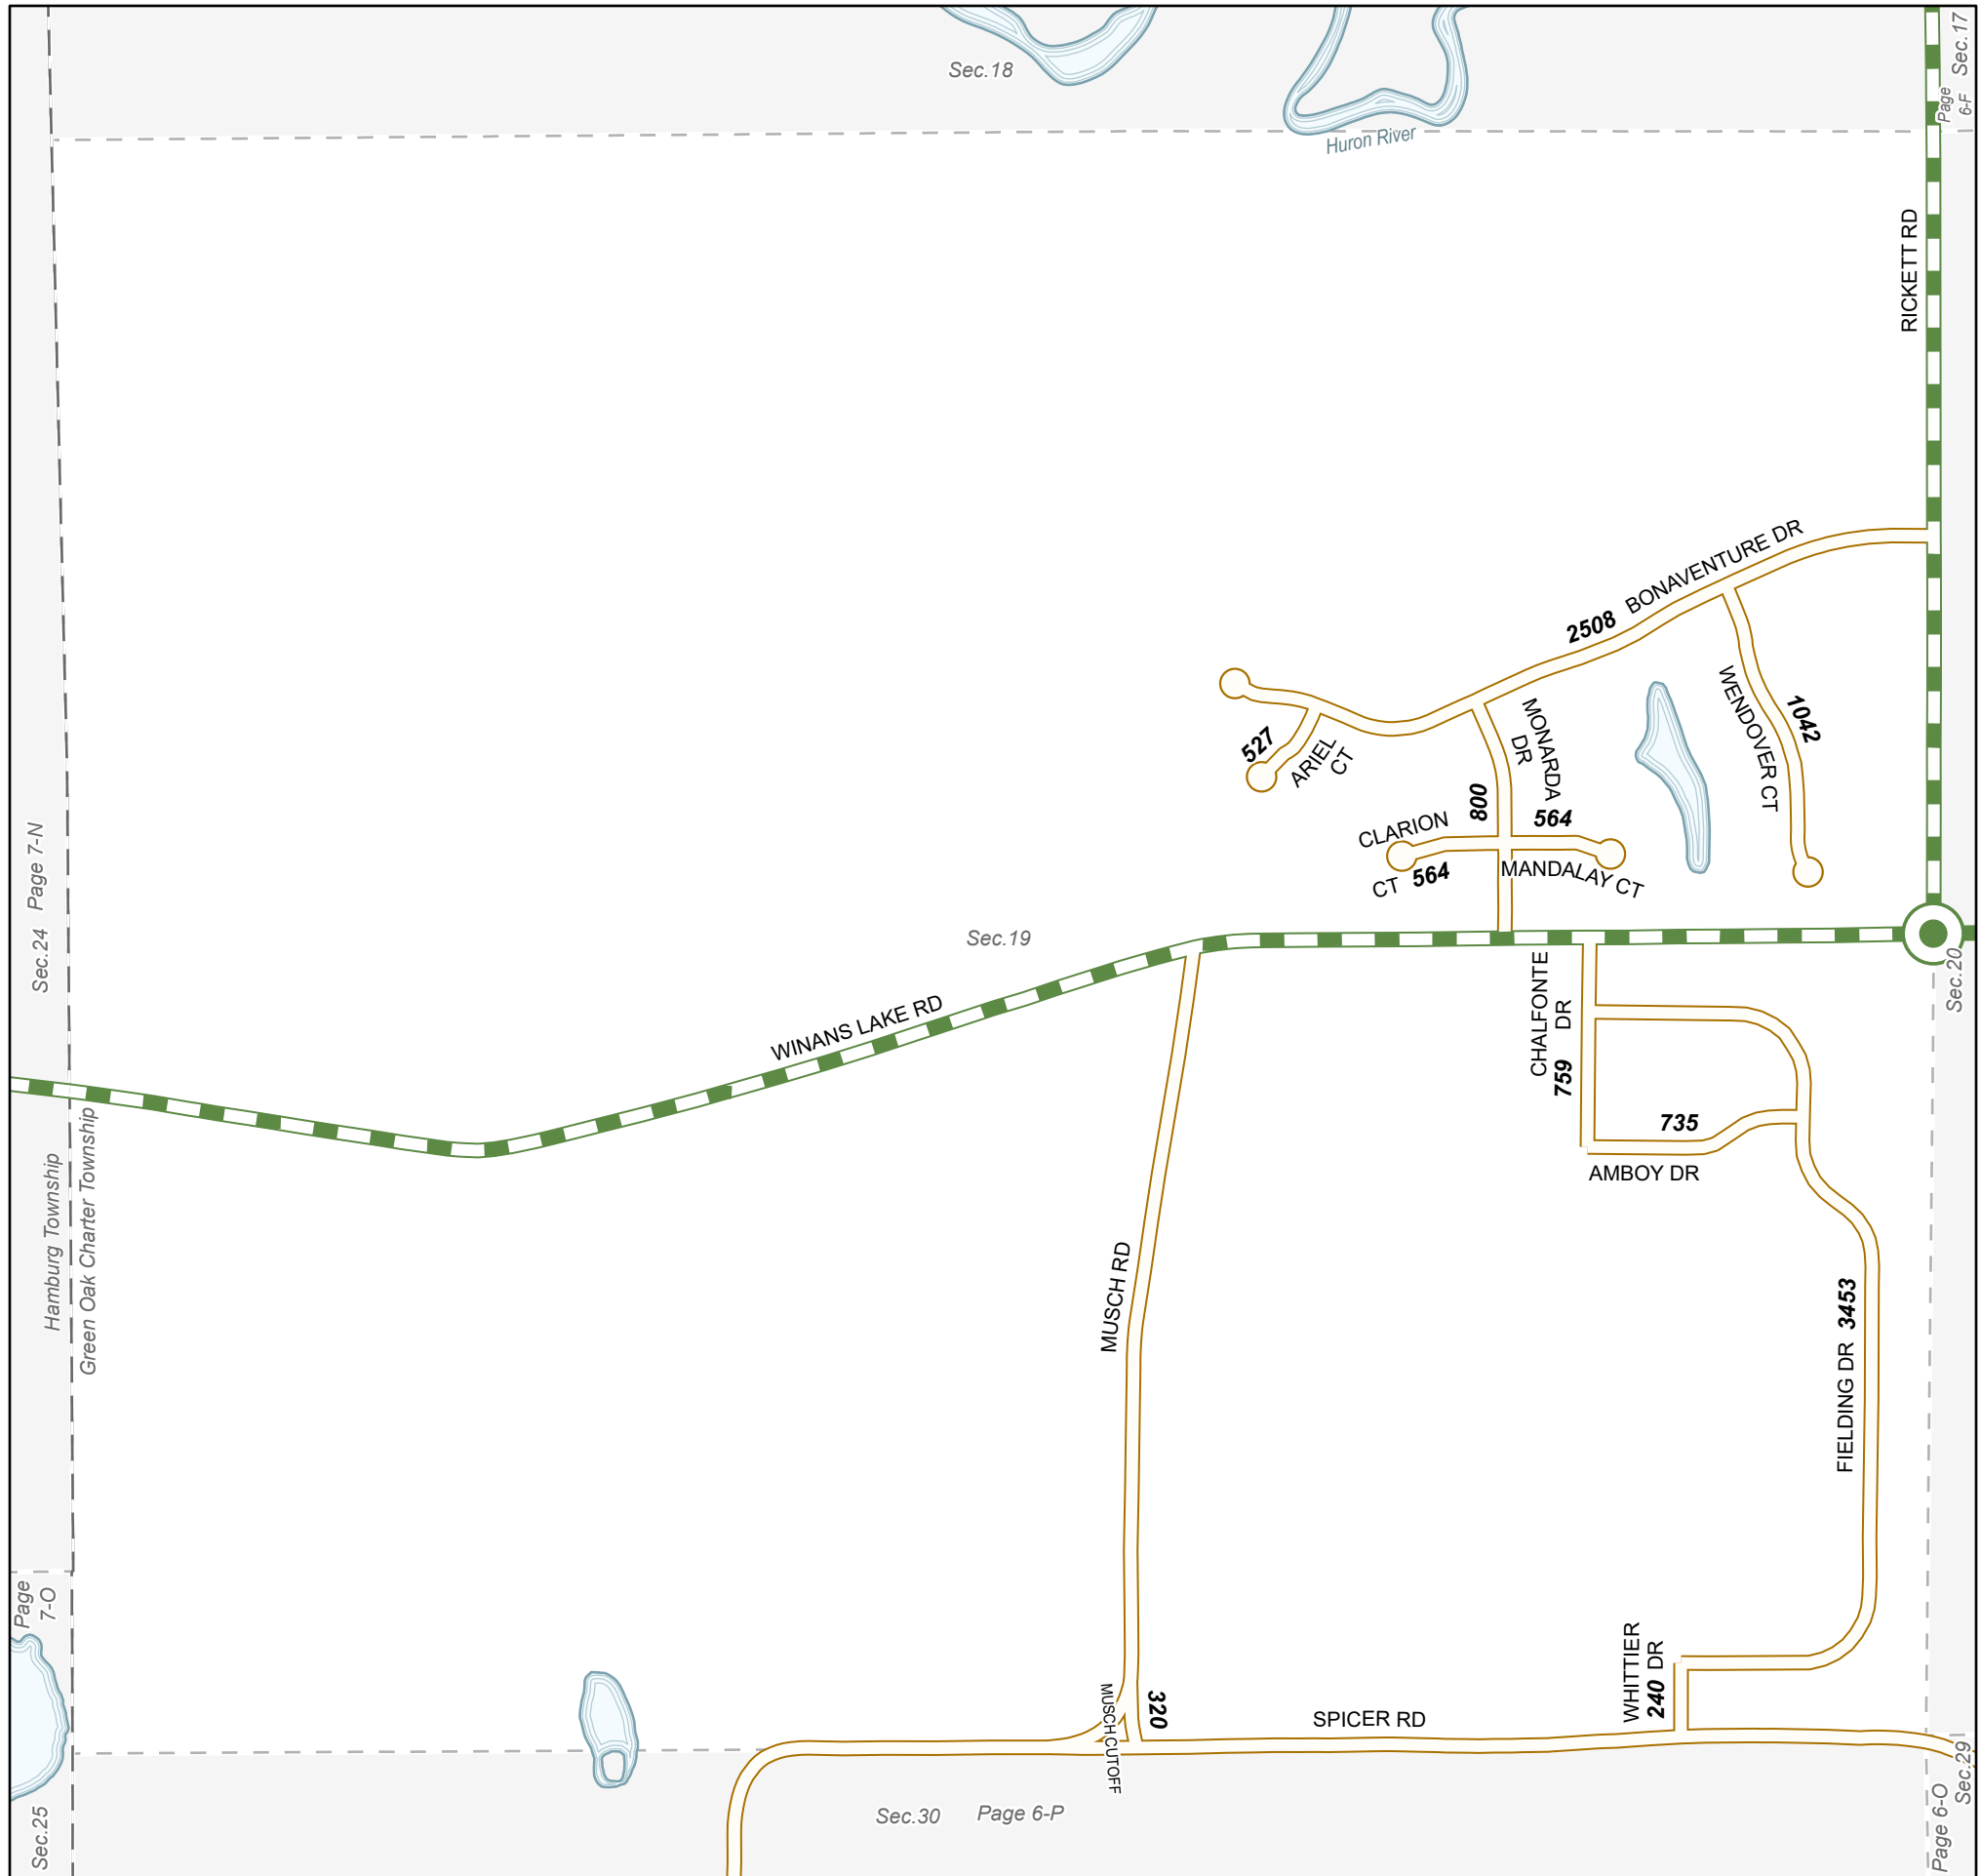 Sec.18
Sec.17
Page
6-F
Huron River
RICKETT RD
BONAVENTURE DR
2508
WENDOVER CT
1042
MONARDA
DR
800
527
ARIEL
CT
CLARION
CT
564
564
MANDALAY CT
Sec.24 Page 7-N
Sec.19
Sec.20
WINANS LAKE RD
CHALFONTE
DR
759
735
AMBOY DR
Hamburg Township
Green Oak Charter Township
MUSCH RD
FIELDING DR 3453
Page
7-O
WHITTIER
240 DR
MUSCH CUTOFF
320
SPICER RD
Sec.25
Sec.30 Page 6-P
Page 6-O
Sec.29